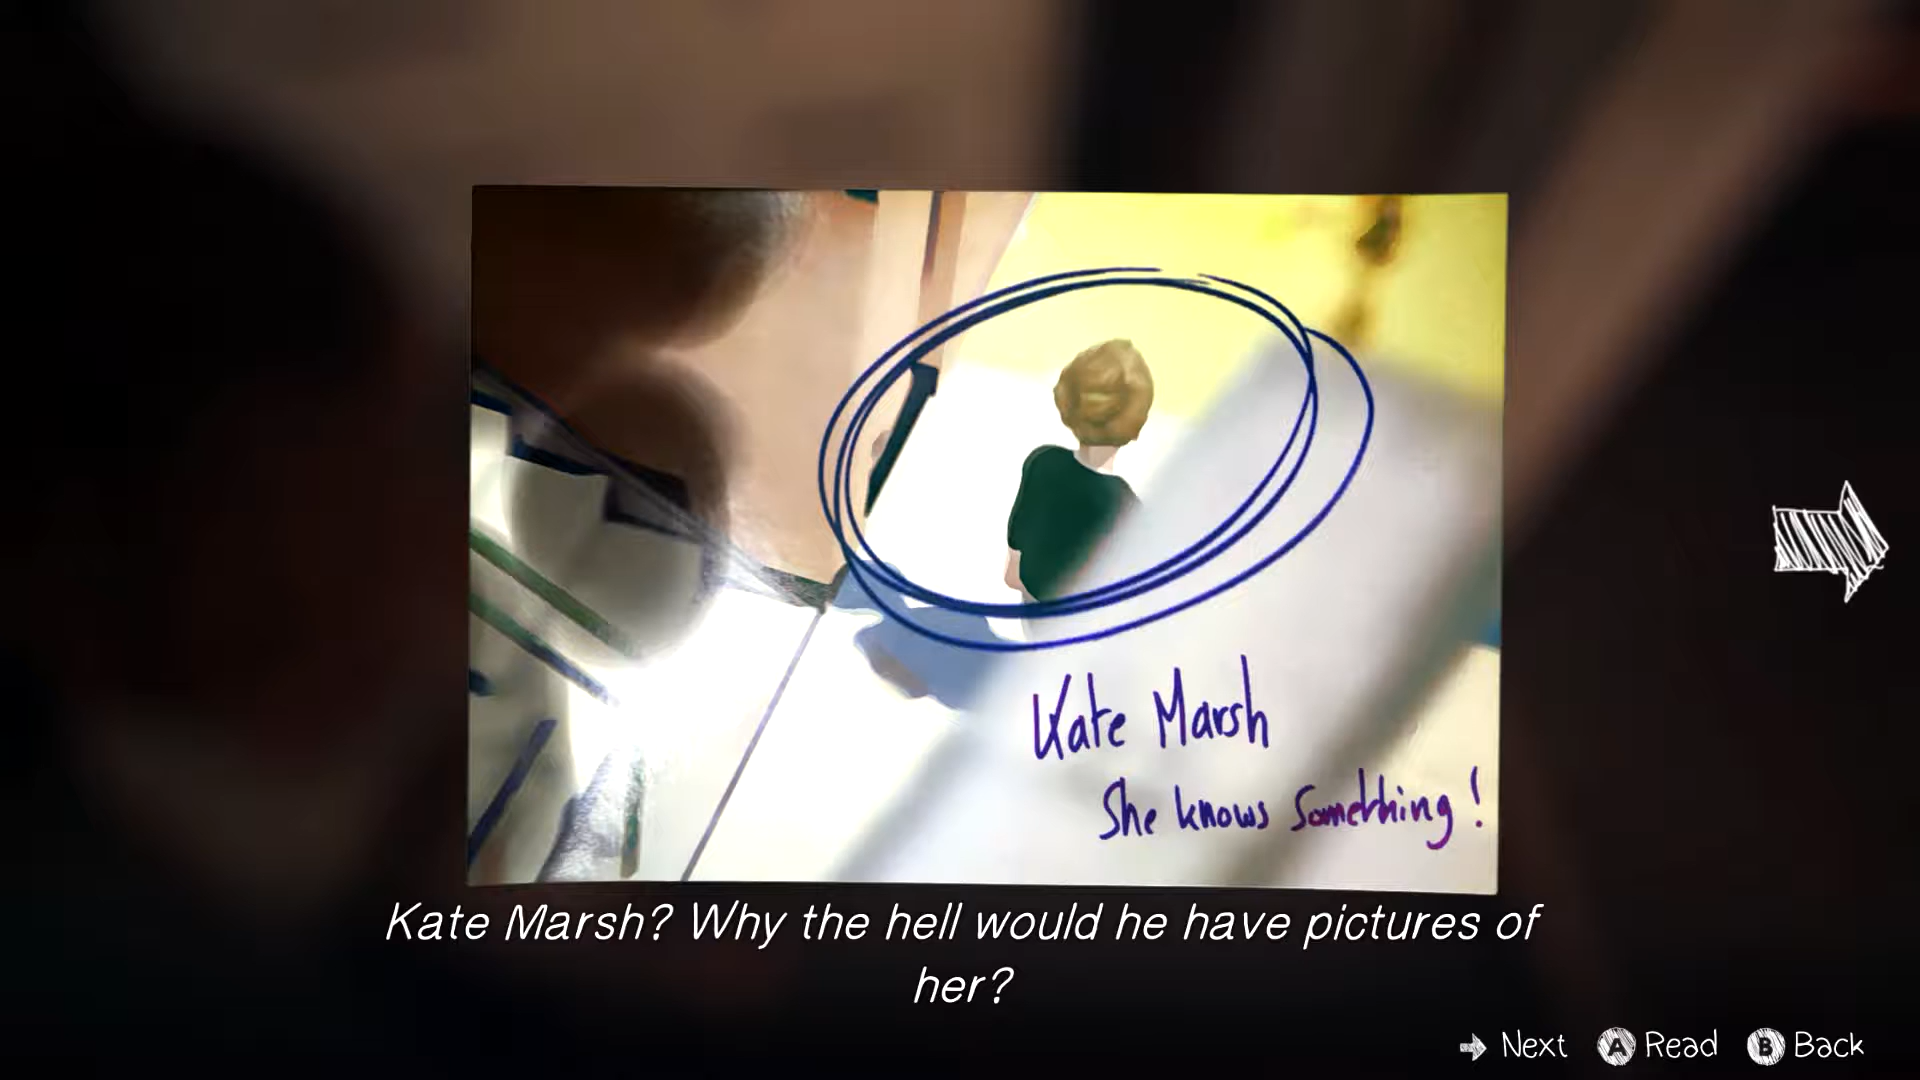 Kate Marsh
She knows Something!
Kate Marsh? Why the hell would he have pictures of
her?
Next A Read B Back